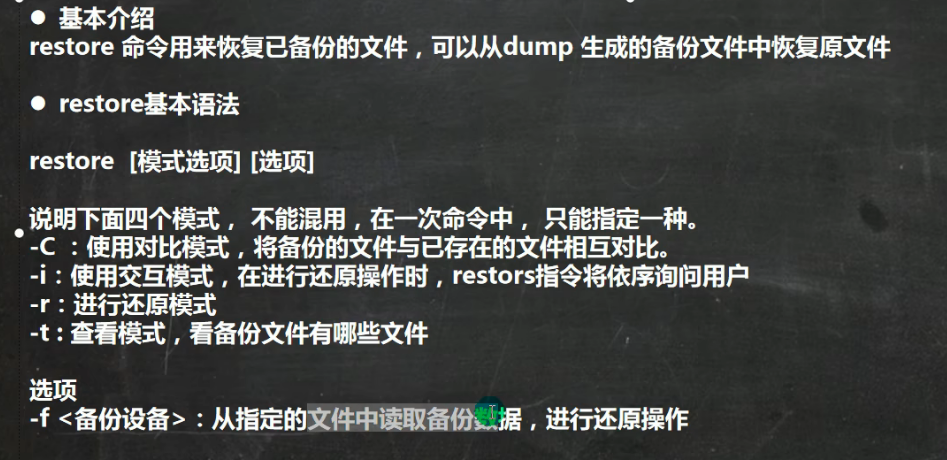 ● 基本介绍
restore 命令用来恢复已备份的文件，可以从dump 生成的备份文件中恢复原文件
● restore基本语法
restore [模式选项] [选项]
说明下面四个模式， 不能混用，在一次命令中， 只能指定一种。
-C ：使用对比模式，将备份的文件与已存在的文件相互对比。
-i：使用交互模式，在进行还原操作时，restors指令将依序询问用户
-r：进行还原模式
-t : 查看模式，看备份文件有哪些文件
选项
-f <备份设备>：从指定的文件中读取备份数据，进行还原操作